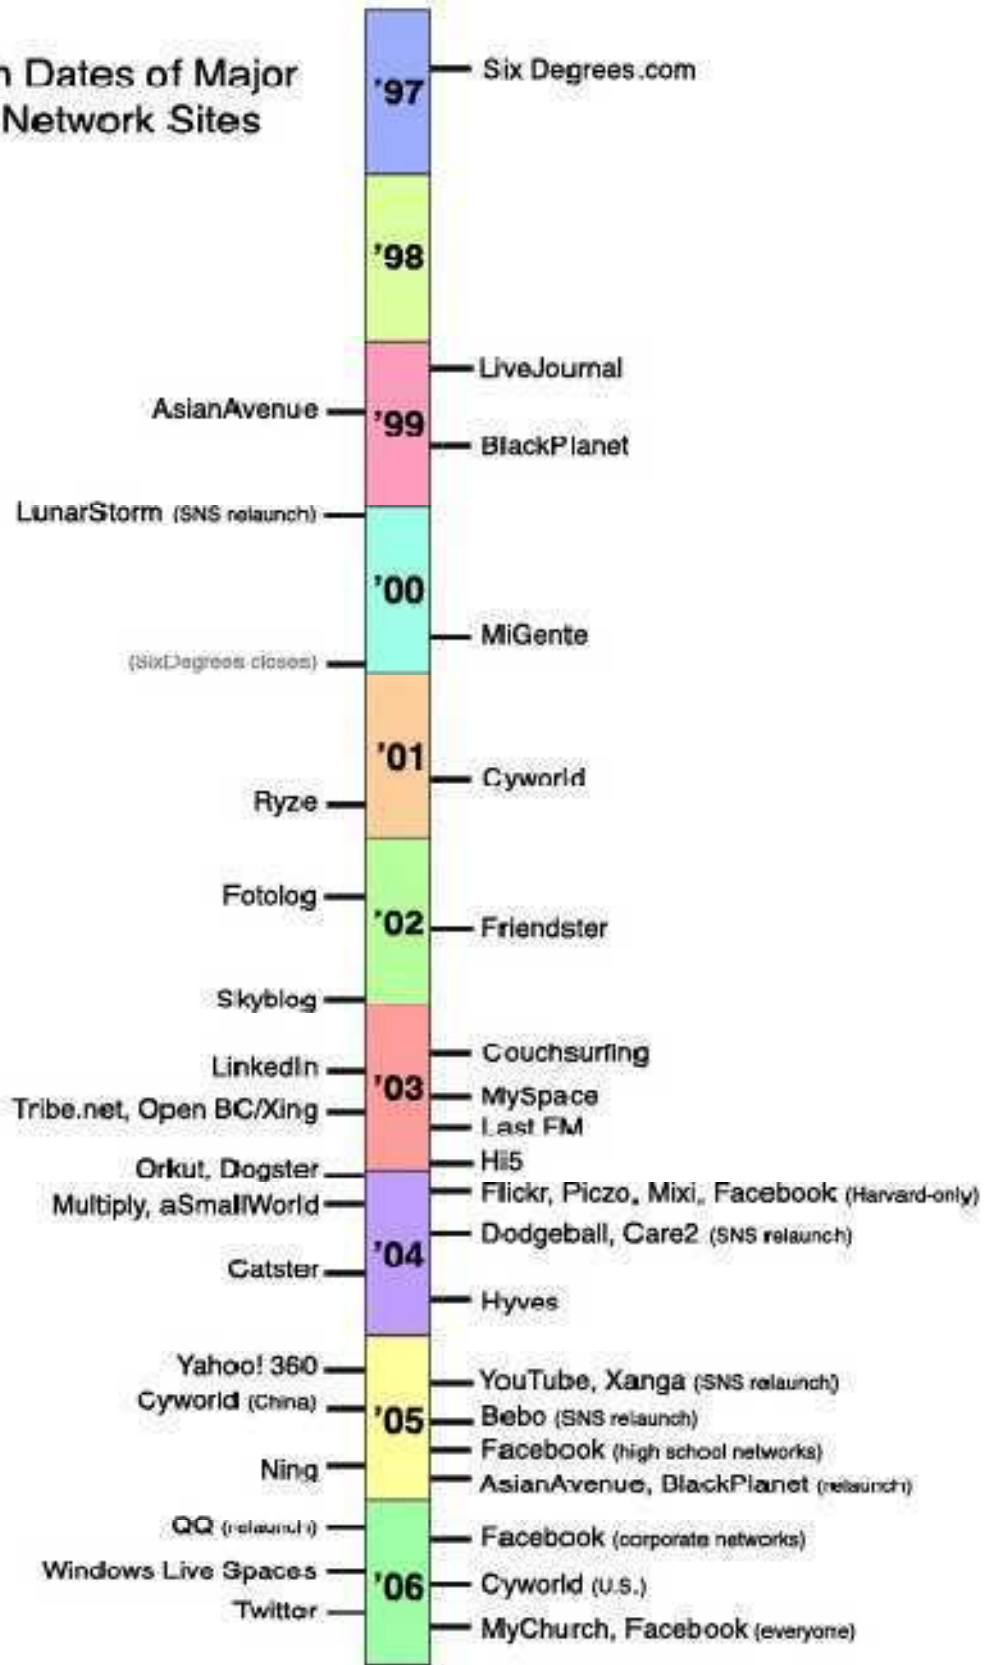 n Dates of Major
Network Sites
'97
Six Degrees.com
'98
LiveJournal
AsianAvenue
'99
BlackPlanet
LunarStorm (SNS relaunch)
'00
MiGente
(SixDegrees closes)
'01
Cyworld
Ryze
Fotolog
'02
Friendster
Skyblog
Couchsurfing
LinkedIn
'03
MySpace
Tribe.net, Open BC/Xing
Last.FM
Hi5
Orkut, Dogster
Flickr, Piczo, Mixi, Facebook (Harvard-only)
Multiply, aSmallWorld
Dodgeball, Care2 (SNS relaunch)
'04
Catster
Hyves
Yahoo! 360
YouTube, Xanga (SNS relaunch)
Cyworld (China)
'05
Bebo (SNS relaunch)
Facebook (high school networks)
Ning
AsianAvenue, BlackPlanet (relaunch)
QQ (relaunch)
Facebook (corporate networks)
Windows Live Spaces
'06
Cyworld (U.S.)
Twitter
MyChurch, Facebook (everyone)